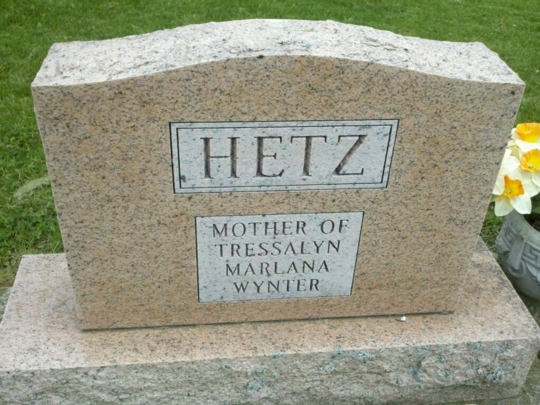 HETZ
MOTHER OF
TRESSALYN
MARLANA
WYNTER